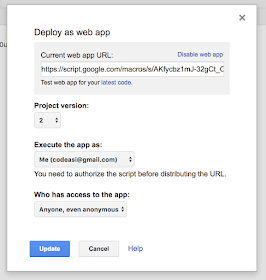 Gu
Deploy as web app
Current web app URL:
Disable web app
https://script.google.com/macros/s/AKfycbz1mJ-32gCt_C
Test web app for your latest code.
Project version:
2
Execute the app as:
Me (codeasl@gmail.com)
You need to authorize the script before distributing the URL.
Who has access to the app:
Anyone, even anonymous
Update
Cancel
Help